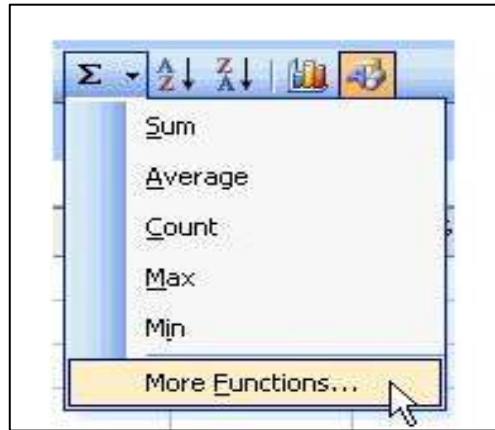 Σ A Z Z A
Sum
Average
Count
Max
Min
More Functions...